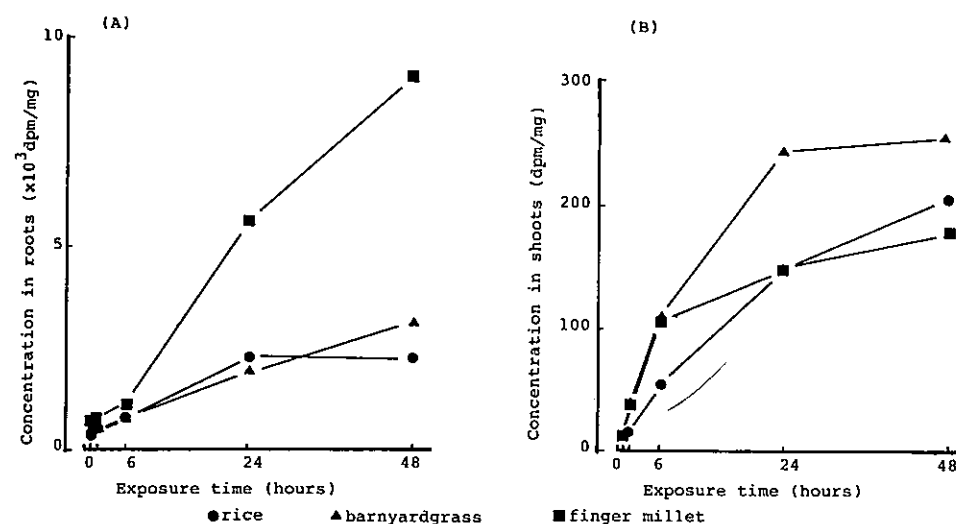 (A)
Concentration in roots (x10³dpm/mg)
10
5
0
0 6 24 48
Exposure time (hours)
(B)
Concentration in shoots (dpm/mg)
300
200
100
0
0 6 24 48
Exposure time (hours)
rice barnyardgrass finger millet